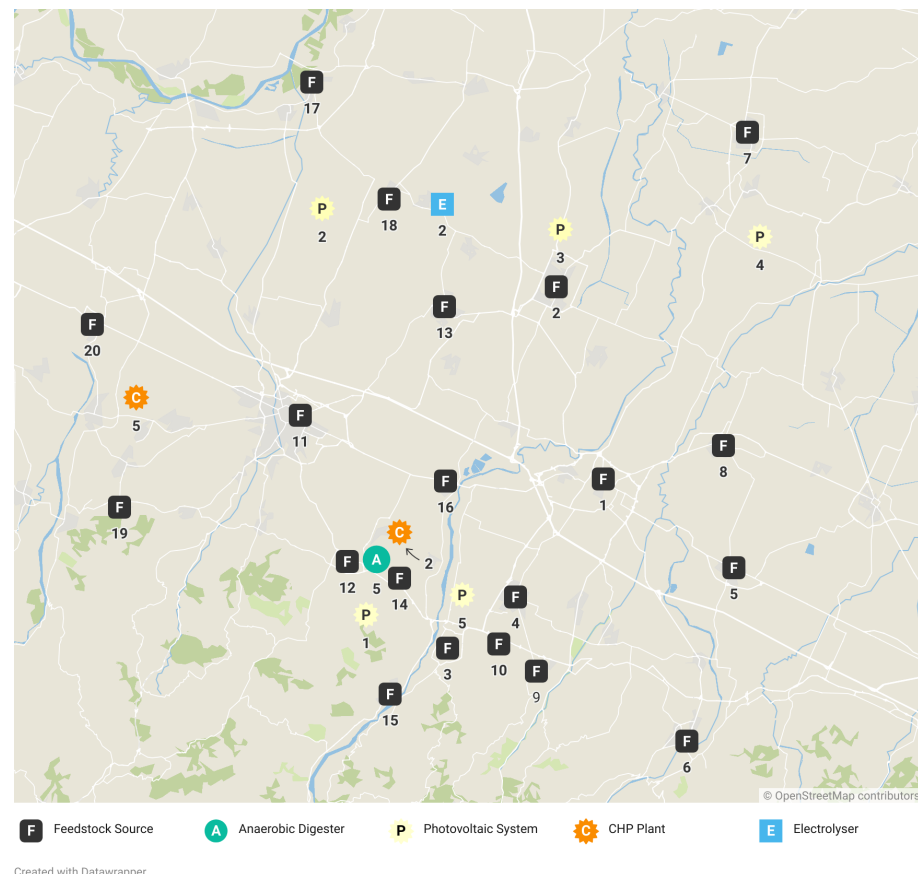 F
17
F
7
P
2
F
18
E
2
P
3
P
4
F
2
F
13
F
20
C
5
F
11
F
8
F
16
F
1
F
19
C
2
F
12
A
5
F
14
F
5
P
1
P
5
F
4
F
3
F
10
F
9
F
15
F
6
© OpenStreetMap contributors
F Feedstock Source A Anaerobic Digester P Photovoltaic System C CHP Plant E Electrolyser
Created with Datawrapper